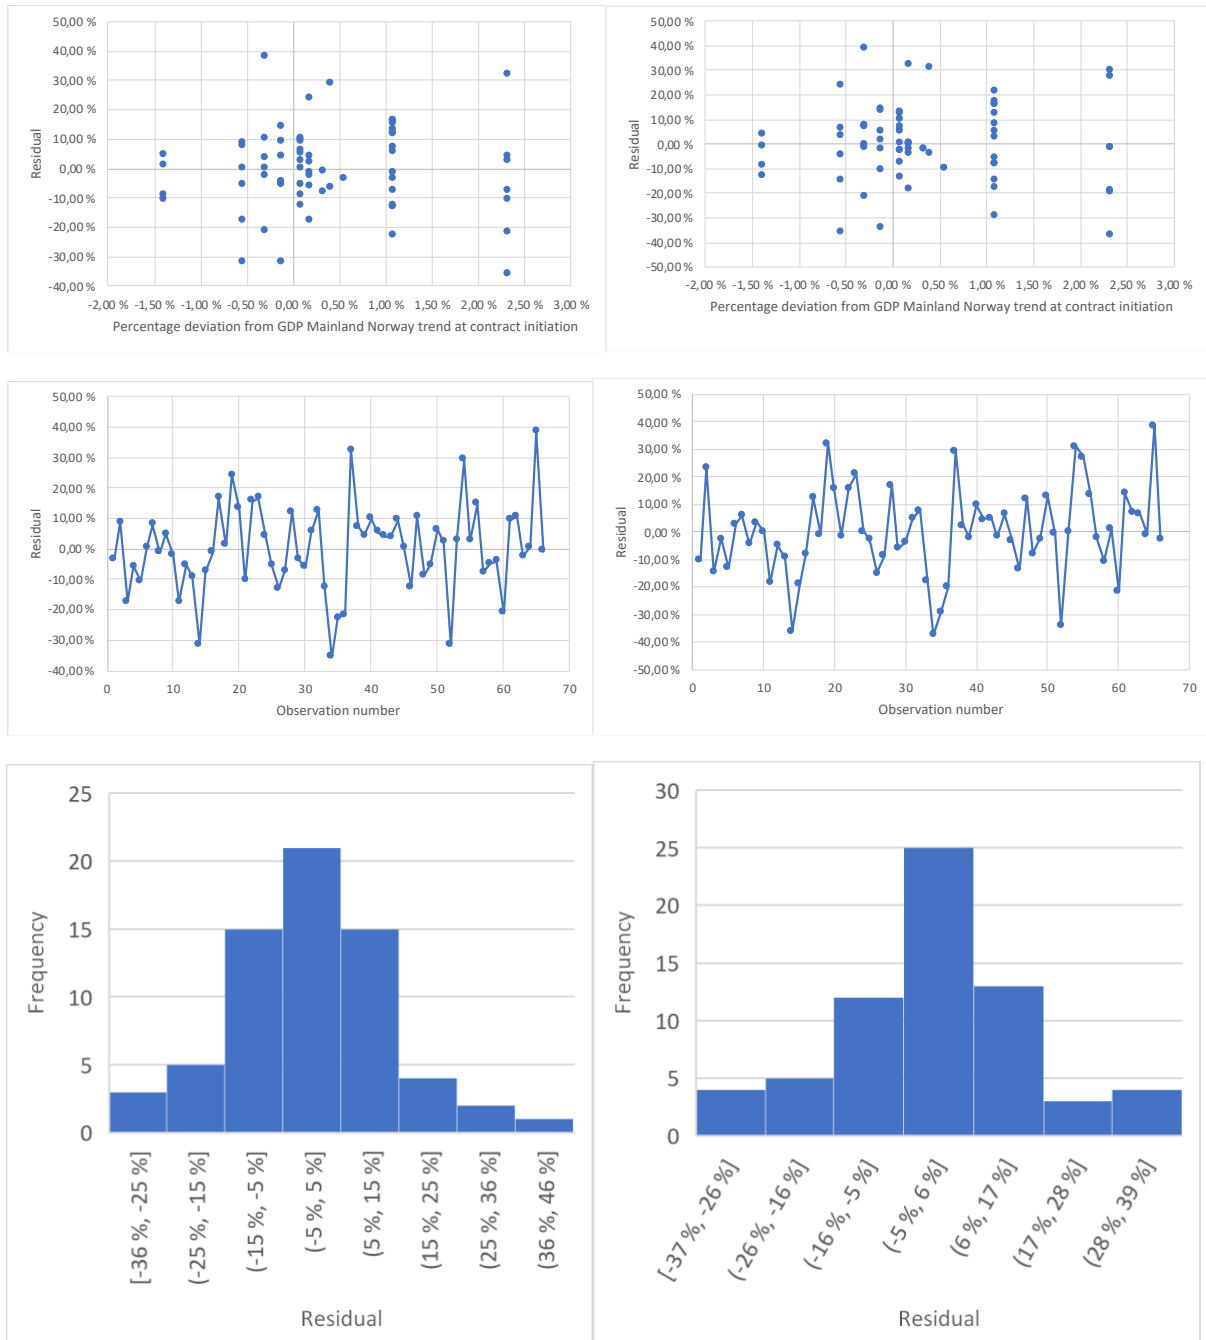 50,00 %
40,00 %
30,00 %
20,00 %
10,00 %
0,00 %
-10,00 %
-20,00 %
-30,00 %
-40,00 %
Residual
-2,00 % -1,50 % -1,00 % -0,50 % 0,00 % 0,50 % 1,00 % 1,50 % 2,00 % 2,50 % 3,00 %
Percentage deviation from GDP Mainland Norway trend at contract initiation
50,00 %
40,00 %
30,00 %
20,00 %
10,00 %
0,00 %
-10,00 %
-20,00 %
-30,00 %
-40,00 %
-50,00 %
Residual
-2,00 % -1,50 % -1,00 % -0,50 % 0,00 % 0,50 % 1,00 % 1,50 % 2,00 % 2,50 % 3,00 %
Percentage deviation from GDP Mainland Norway trend at contract initiation
50,00 %
40,00 %
30,00 %
20,00 %
10,00 %
0,00 %
-10,00 %
-20,00 %
-30,00 %
-40,00 %
Residual
0 10 20 30 40 50 60 70
Observation number
50,00 %
40,00 %
30,00 %
20,00 %
10,00 %
0,00 %
-10,00 %
-20,00 %
-30,00 %
-40,00 %
-50,00 %
Residual
0 10 20 30 40 50 60 70
Observation number
25
20
15
10
5
0
Frequency
[-36 %, -25 %]
(-25 %, -15 %]
(-15 %, -5 %]
(-5 %, 5 %]
(5 %, 15 %]
(15 %, 25 %]
(25 %, 36 %]
(36 %, 46 %]
Residual
30
25
20
15
10
5
0
Frequency
[-37 %, -26 %]
(-26 %, -16 %]
(-16 %, -5 %]
(-5 %, 6 %]
(6 %, 17 %]
(17 %, 28 %]
(28 %, 39 %]
Residual